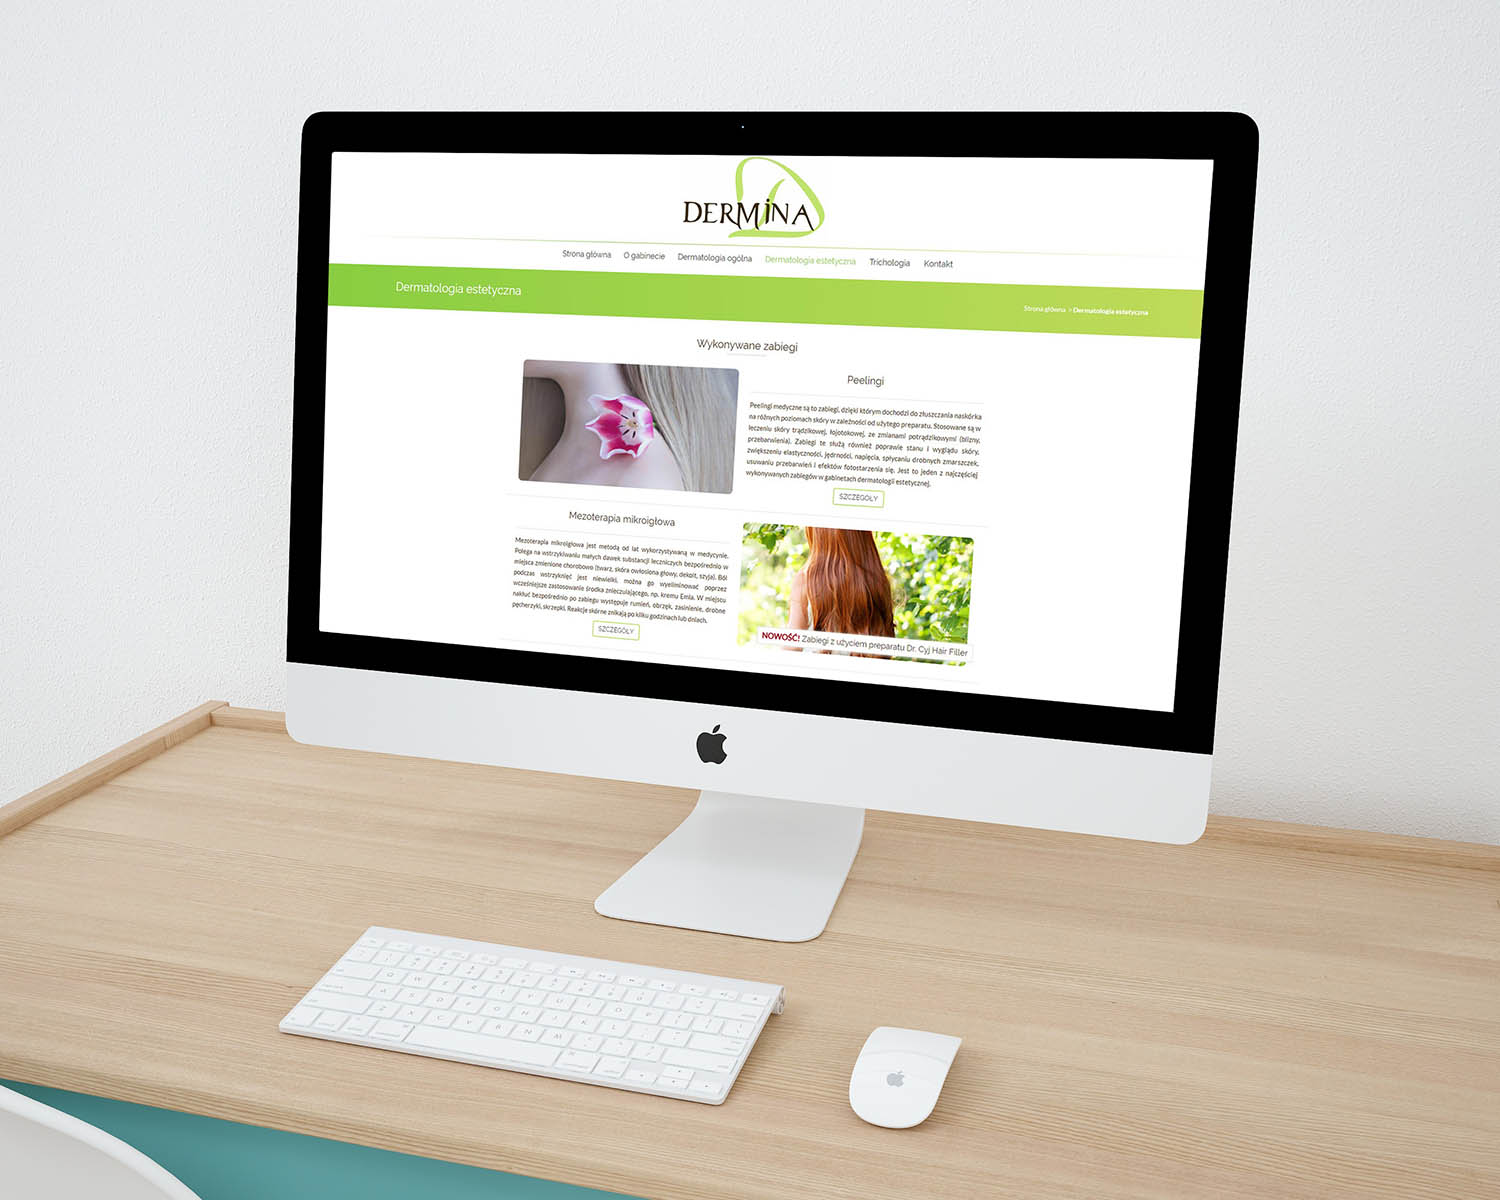 DERMINA
Strona główna O gabinecie Dermatologia ogólna Dermatologia estetyczna Trichologia Kontakt
Dermatologia estetyczna
Strona główna > Dermatologia estetyczna
Wykonywane zabiegi
Peelingi
Peelingi medyczne są to zabiegi, dzięki którym dochodzi do złuszczania naskórka
na różnych poziomach skóry w zależności od użytego preparatu. Stosowane są w
leczeniu skóry trądzikowej, łojotokowej, ze zmianami potrądzikowymi (blizny,
przebarwienia). Zabiegi te służą również poprawie stanu i wyglądu skóry,
zwiększeniu elastyczności, jędrności, napięcia, spłycaniu drobnych zmarszczek,
usuwaniu przebarwień i efektów fotostarzenia się. Jest to jeden z najczęściej
wykonywanych zabiegów w gabinetach dermatologii estetycznej.
SZCZEGÓŁY
Mezoterapia mikroigłowa
Mezoterapia mikroigłowa jest metodą od lat wykorzystywaną w medycynie.
Polega na wstrzykiwaniu małych dawek substancji leczniczych bezpośrednio w
miejsca zmienione chorobowo (twarz, skóra owłosiona głowy, dekolt, szyja). Ból
podczas wstrzyknięć jest niewielki, można go wyeliminować poprzez
wcześniejsze zastosowanie środka znieczulającego, np. kremu Emla. W miejscu
nakłuć bezpośrednio po zabiegu występuje rumień, obrzęk, zasinienie, drobne
pęcherzyki, skrzepki. Reakcje skórne znikają po kilku godzinach lub dniach.
SZCZEGÓŁY
NOWOŚĆ! Zabiegi z użyciem preparatu Dr. Cyj Hair Filler